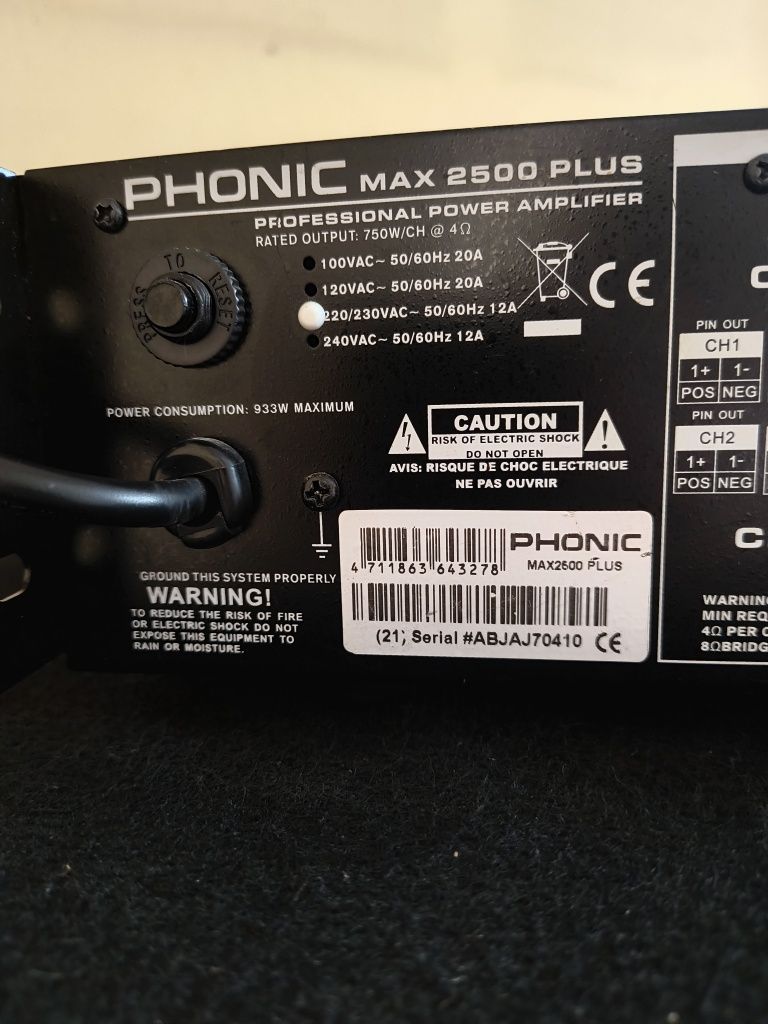 PHONIC MAX 2500 PLUS
PROFESSIONAL POWER AMPLIFIER
RATED OUTPUT: 750W/CH @ 4Ω
PRESS TO RESET
100VAC~ 50/60Hz 20A
120VAC~ 50/60Hz 20A
220/230VAC~ 50/60Hz 12A
240VAC~ 50/60Hz 12A
CE
POWER CONSUMPTION: 933W MAXIMUM
CAUTION
RISK OF ELECTRIC SHOCK
DO NOT OPEN
AVIS: RISQUE DE CHOC ELECTRIQUE
NE PAS OUVRIR
GROUND THIS SYSTEM PROPERLY
WARNING!
TO REDUCE THE RISK OF FIRE
OR ELECTRIC SHOCK DO NOT
EXPOSE THIS EQUIPMENT TO
RAIN OR MOISTURE.
PHONIC
4 711863 643278
MAX2500 PLUS
(21) Serial #ABJAJ70410 CE
PIN OUT
CH1
1+ 1-
POS NEG
PIN OUT
CH2
1+ 1-
POS NEG
C
WARNIN
MIN REQ
4Ω PER C
8ΩBRIDG